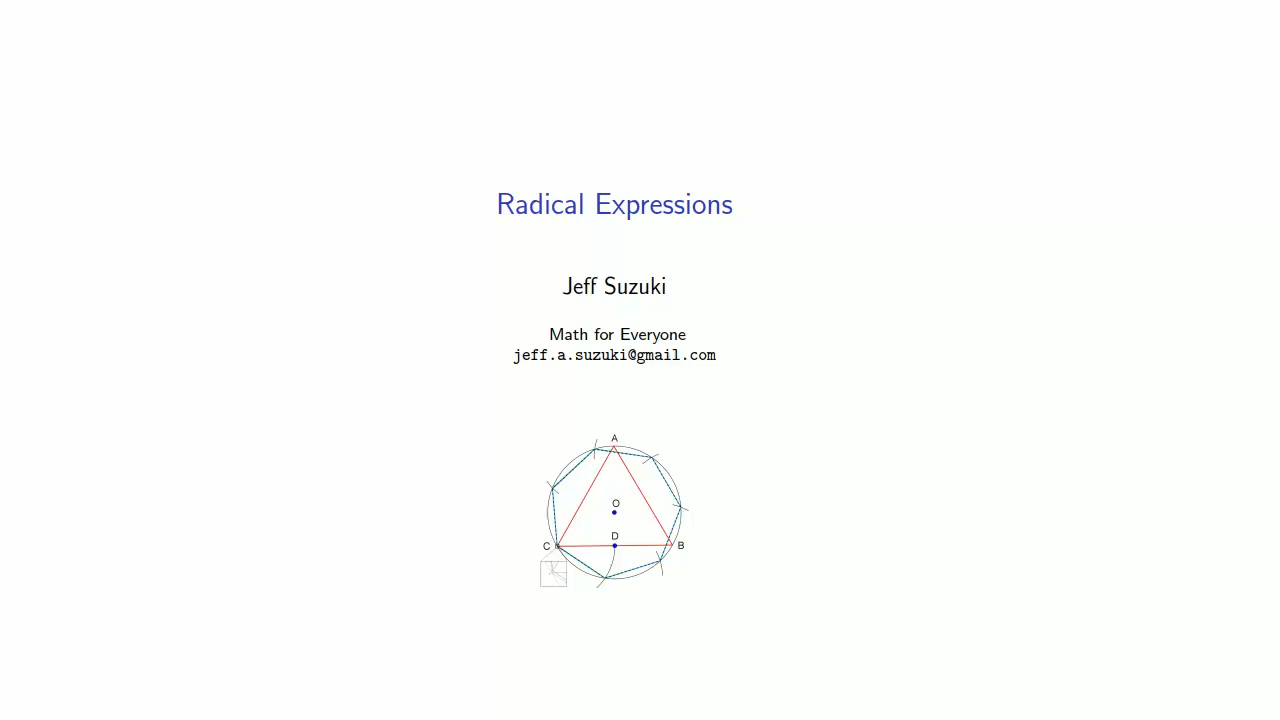 Radical Expressions
Jeff Suzuki
Math for Everyone
jeff.a.suzuki@gmail.com
A
O
D
C
B